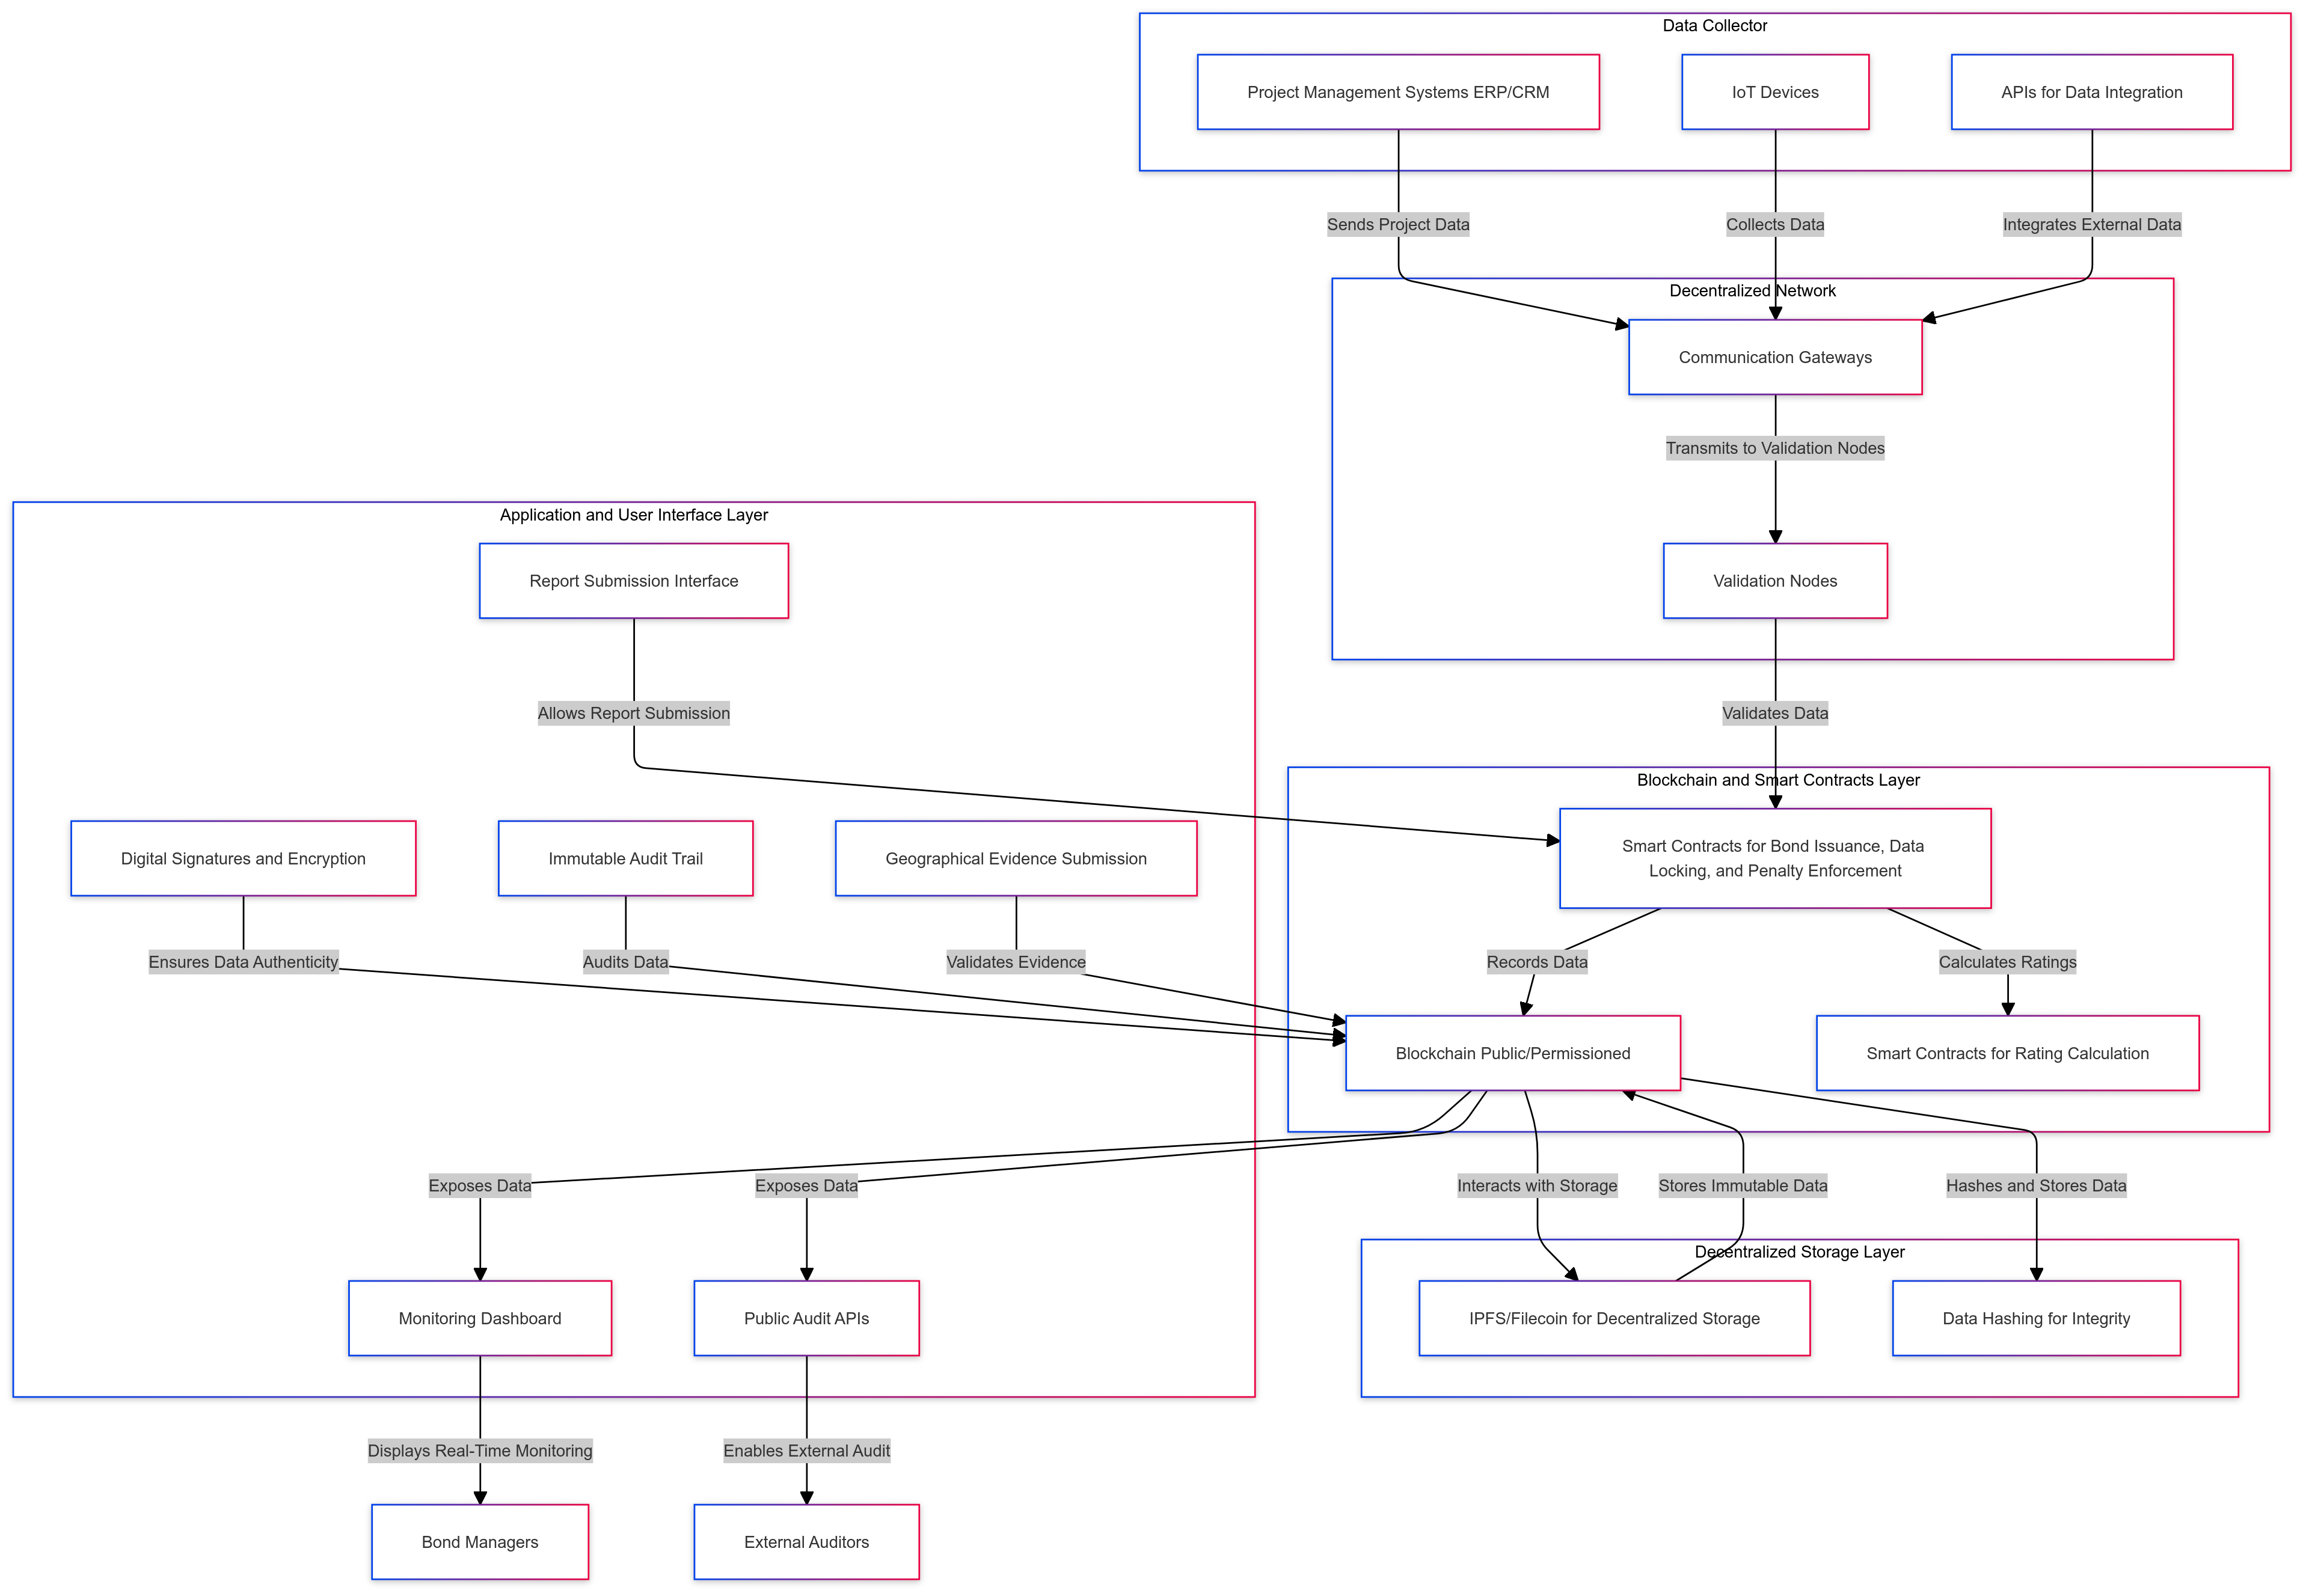 Data Collector
Project Management Systems ERP/CRM
IoT Devices
APIs for Data Integration
Sends Project Data
Collects Data
Integrates External Data
Decentralized Network
Communication Gateways
Transmits to Validation Nodes
Application and User Interface Layer
Report Submission Interface
Validation Nodes
Allows Report Submission
Validates Data
Blockchain and Smart Contracts Layer
Digital Signatures and Encryption
Immutable Audit Trail
Geographical Evidence Submission
Smart Contracts for Bond Issuance, Data
Locking, and Penalty Enforcement
Ensures Data Authenticity
Audits Data
Validates Evidence
Records Data
Calculates Ratings
Blockchain Public/Permissioned
Smart Contracts for Rating Calculation
Exposes Data
Exposes Data
Interacts with Storage
Stores Immutable Data
Hashes and Stores Data
Decentralized Storage Layer
Monitoring Dashboard
Public Audit APIs
IPFS/Filecoin for Decentralized Storage
Data Hashing for Integrity
Displays Real-Time Monitoring
Enables External Audit
Bond Managers
External Auditors